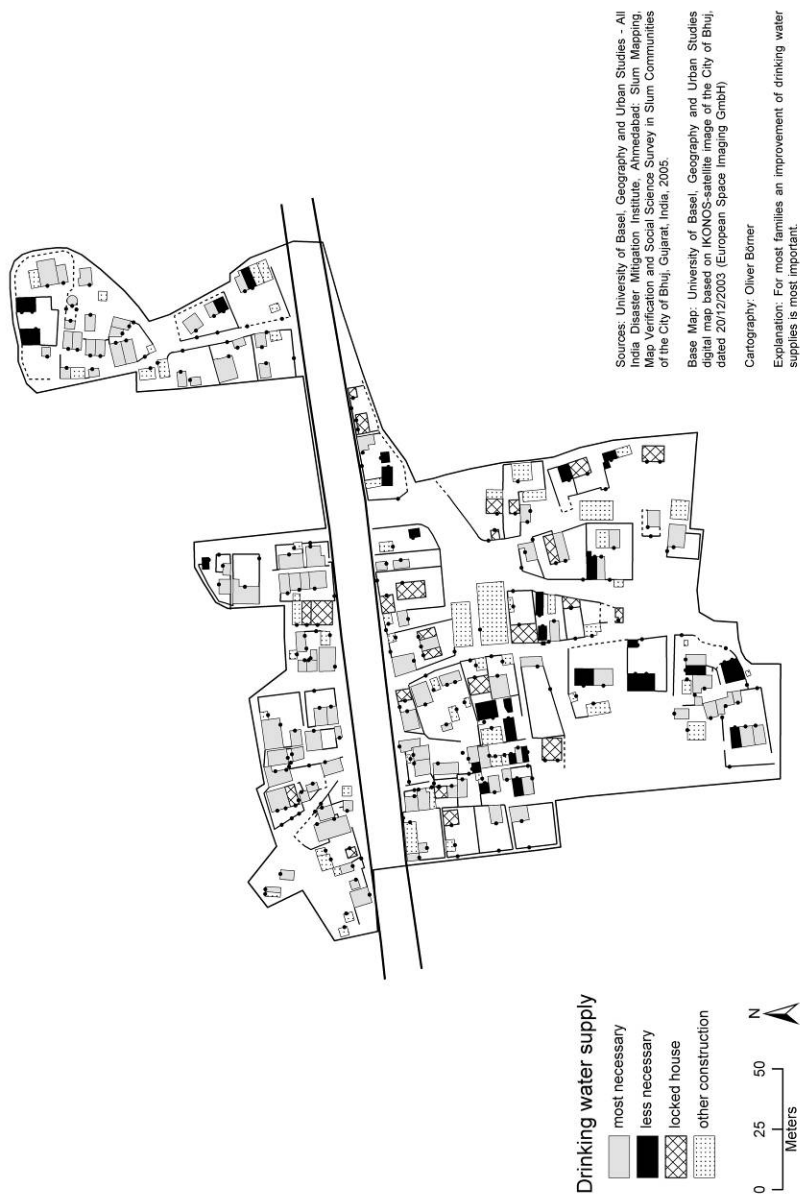 Drinking water supply
most necessary
less necessary
locked house
other construction
N
0 25 50
Meters
Sources: University of Basel, Geography and Urban Studies - All
India Disaster Mitigation Institute, Ahmedabad: Slum Mapping,
Map Verification and Social Science Survey in Slum Communities
of the City of Bhuj, Gujarat, India, 2005.
Base Map: University of Basel, Geography and Urban Studies
digital map based on IKONOS-satellite image of the City of Bhuj,
dated 20/12/2003 (European Space Imaging GmbH)
Cartography: Oliver Börner
Explanation: For most families an improvement of drinking water
supplies is most important.